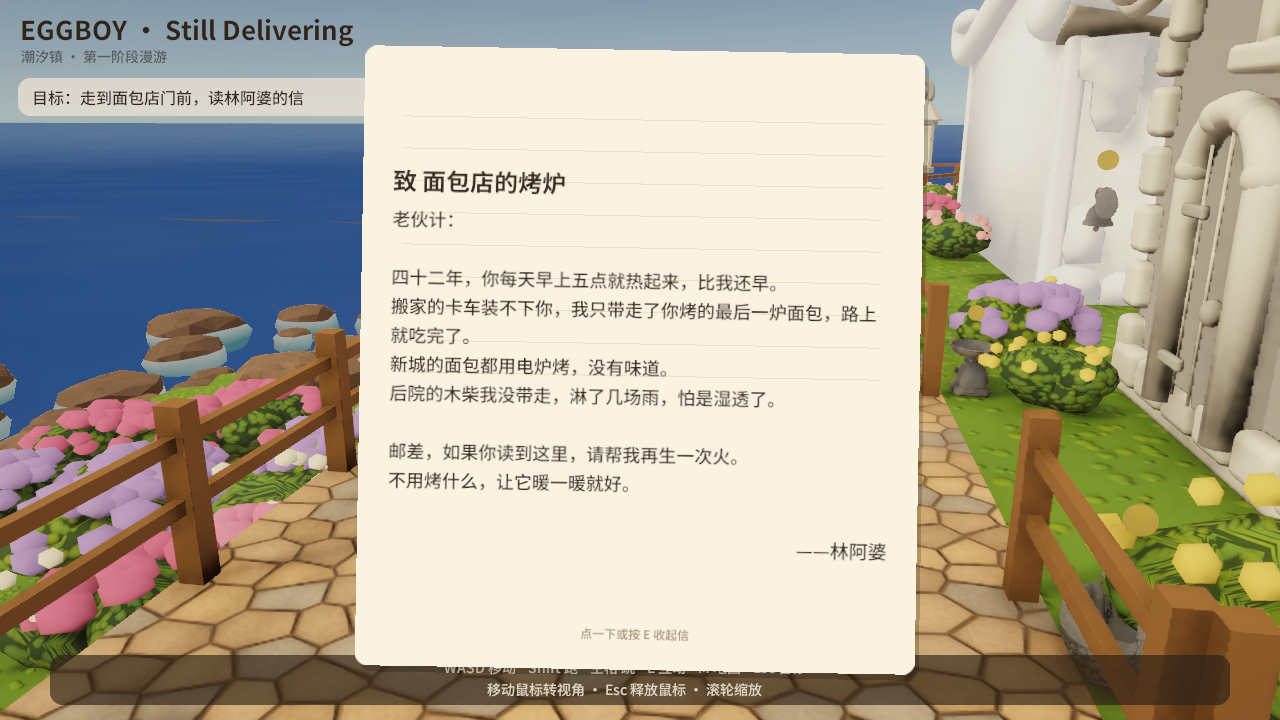 EGGBOY • Still Delivering
潮汐镇 • 第一阶段漫游
目标：走到面包店门前，读林阿婆的信
致 面包店的烤炉
老伙计：
四十二年，你每天早上五点就热起来，比我还早。
搬家的卡车装不下你，我只带走了你烤的最后一炉面包，路上
就吃完了。
新城的面包都用电炉烤，没有味道。
后院的木柴我没带走，淋了几场雨，怕是湿透了。
邮差，如果你读到这里，请帮我再生一次火。
不用烤什么，让它暖一暖就好。
——林阿婆
点一下或按 E 收起信
WASD 移动
移动鼠标转视角 • Esc 释放鼠标 • 滚轮缩放